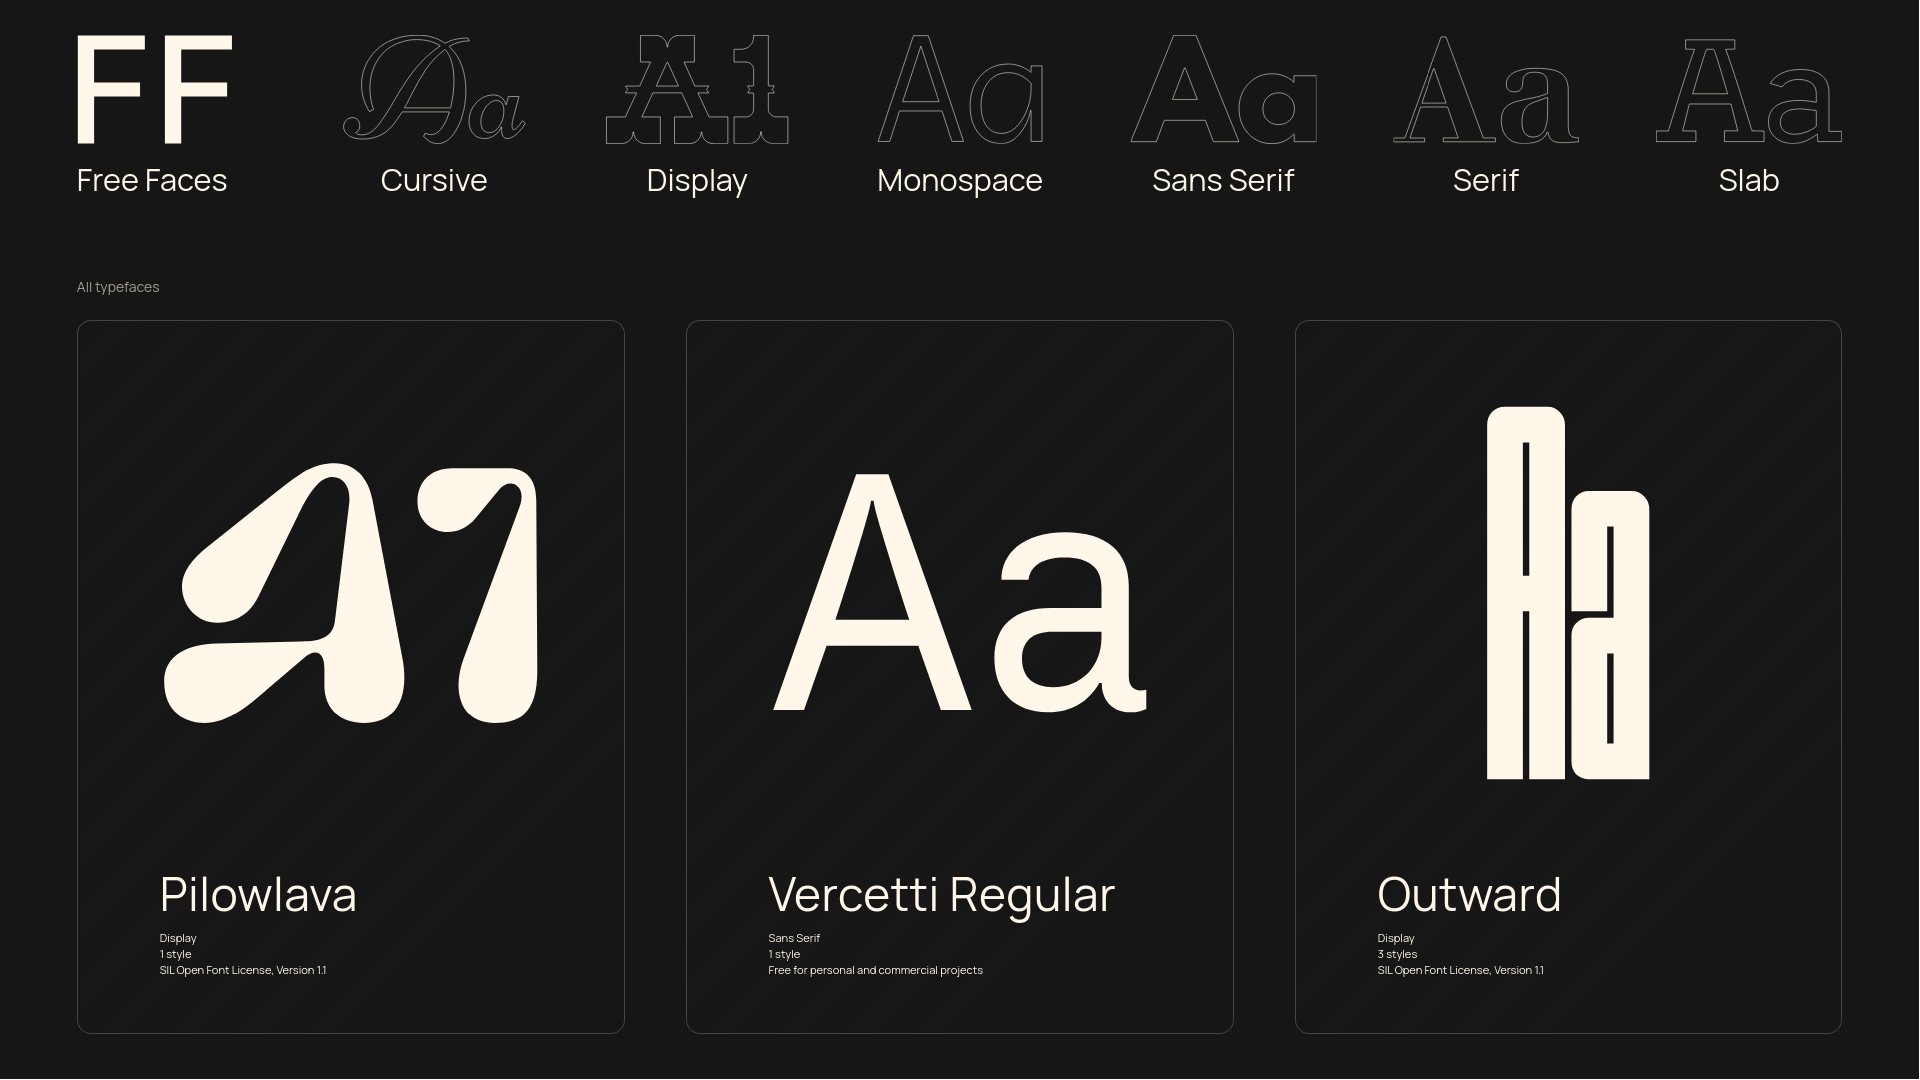 FF
Aa
A1
Aa
Aa
Aa
Aa
Free Faces
Cursive
Display
Monospace
Sans Serif
Serif
Slab
All typefaces
A1
Aa
Aa
Pilowlava
Display
1 style
SIL Open Font License, Version 1.1
Vercetti Regular
Sans Serif
1 style
Free for personal and commercial projects
Outward
Display
3 styles
SIL Open Font License, Version 1.1